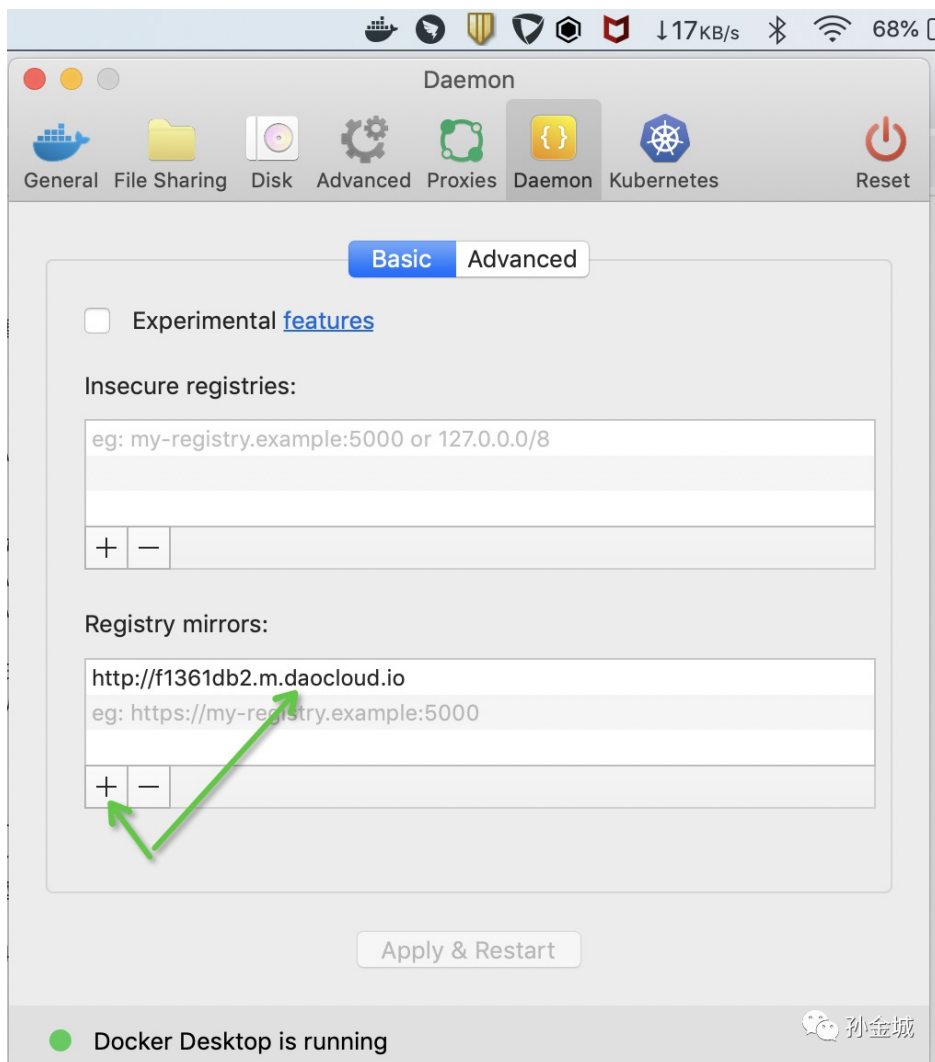 ↓17KB/s 68%
Daemon
General File Sharing Disk Advanced Proxies Daemon Kubernetes Reset
Basic Advanced
Experimental features
Insecure registries:
eg: my-registry.example:5000 or 127.0.0.0/8
Registry mirrors:
http://f1361db2.m.daocloud.io
eg: https://my-registry.example:5000
Apply & Restart
Docker Desktop is running
孙金城